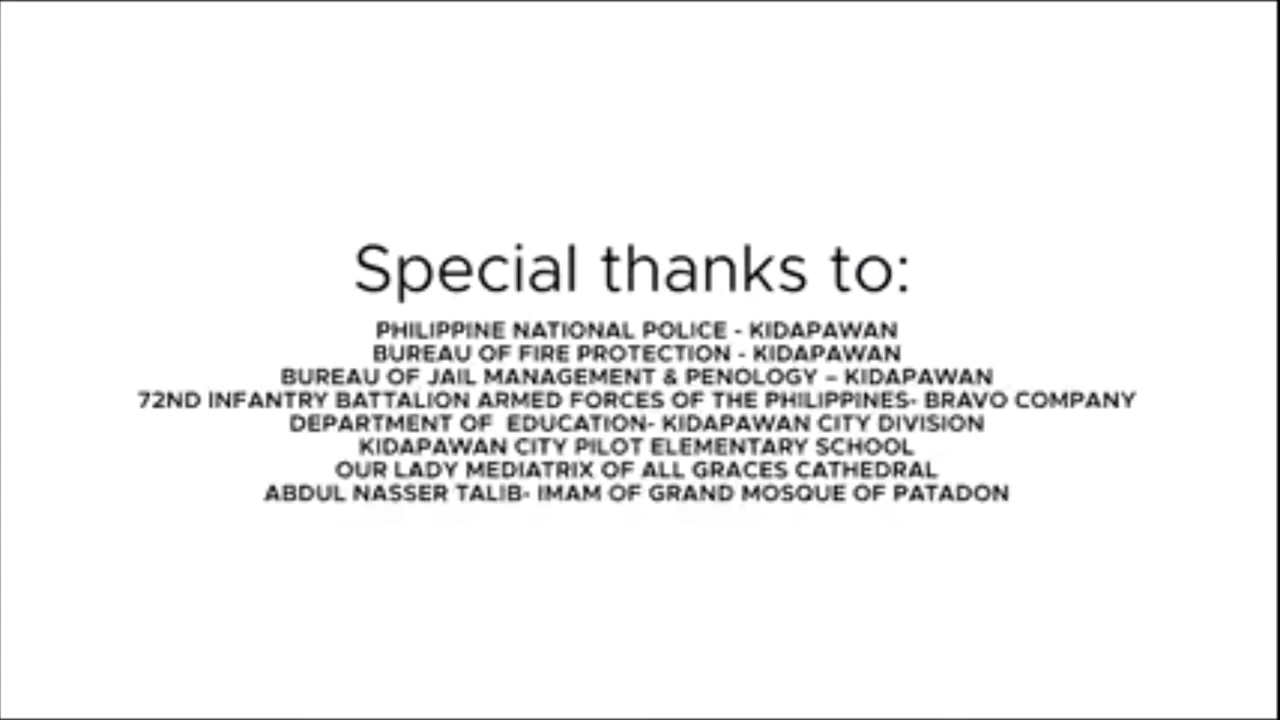 Special thanks to:
PHILIPPINE NATIONAL POLICE - KIDAPAWAN
BUREAU OF FIRE PROTECTION - KIDAPAWAN
BUREAU OF JAIL MANAGEMENT & PENOLOGY – KIDAPAWAN
72ND INFANTRY BATTALION ARMED FORCES OF THE PHILIPPINES- BRAVO COMPANY
DEPARTMENT OF  EDUCATION- KIDAPAWAN CITY DIVISION
KIDAPAWAN CITY PILOT ELEMENTARY SCHOOL
OUR LADY MEDIATRIX OF ALL GRACES CATHEDRAL
ABDUL NASSER TALIB- IMAM OF GRAND MOSQUE OF PATADON